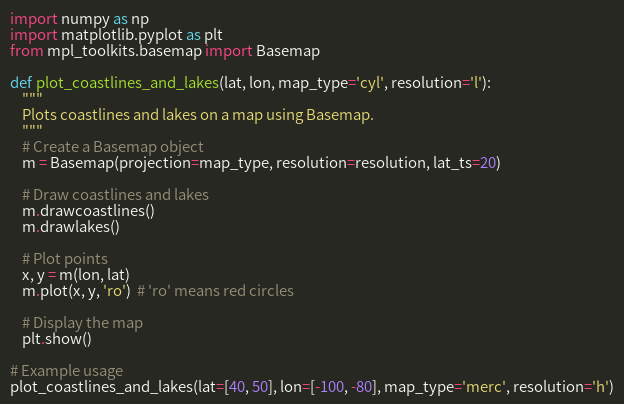 import numpy as np
import matplotlib.pyplot as plt
from mpl_toolkits.basemap import Basemap

def plot_coastlines_and_lakes(lat, lon, map_type='cyl', resolution='l'):
    """
    Plots coastlines and lakes on a map using Basemap.
    """
    # Create a Basemap object
    m = Basemap(projection=map_type, resolution=resolution, lat_ts=20)

    # Draw coastlines and lakes
    m.drawcoastlines()
    m.drawlakes()

    # Plot points
    x, y = m(lon, lat)
    m.plot(x, y, 'ro')  # 'ro' means red circles

    # Display the map
    plt.show()

# Example usage
plot_coastlines_and_lakes(lat=[40, 50], lon=[-100, -80], map_type='merc', resolution='h')